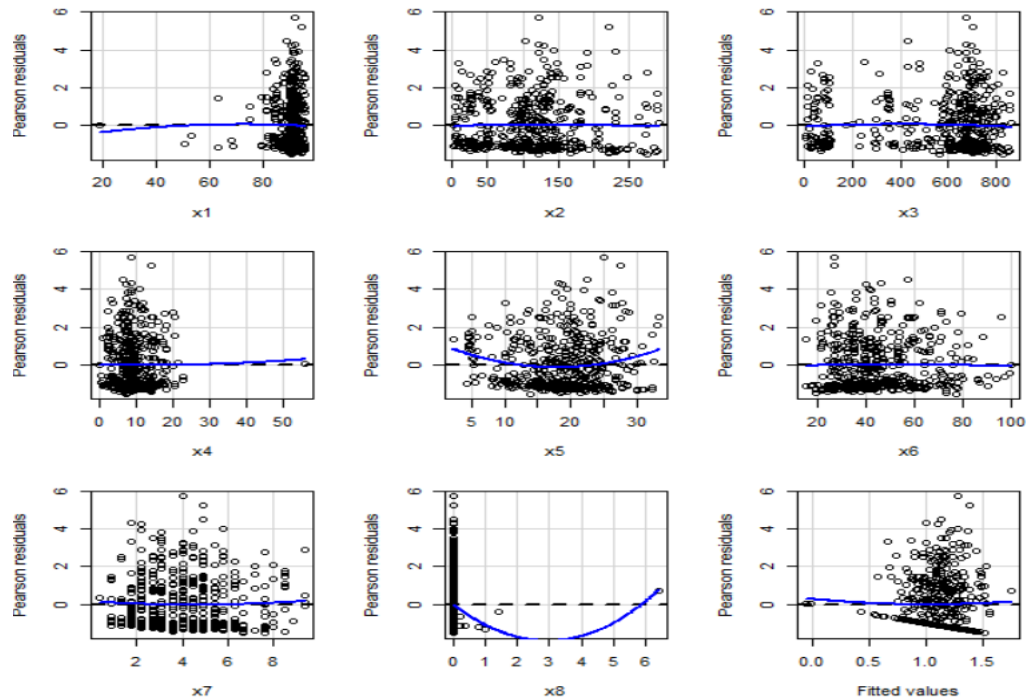 Pearson residuals
6
4
2
0
20 40 60 80
x1
Pearson residuals
6
4
2
0
0 50 150 250
x2
Pearson residuals
6
4
2
0
0 200 400 600 800
x3
Pearson residuals
6
4
2
0
0 10 20 30 40 50
x4
Pearson residuals
6
4
2
0
5 10 20 30
x5
Pearson residuals
6
4
2
0
20 40 60 80 100
x6
Pearson residuals
6
4
2
0
2 4 6 8
x7
Pearson residuals
6
4
2
0
0 1 2 3 4 5 6
x8
Pearson residuals
6
4
2
0
0.0 0.5 1.0 1.5
Fitted values